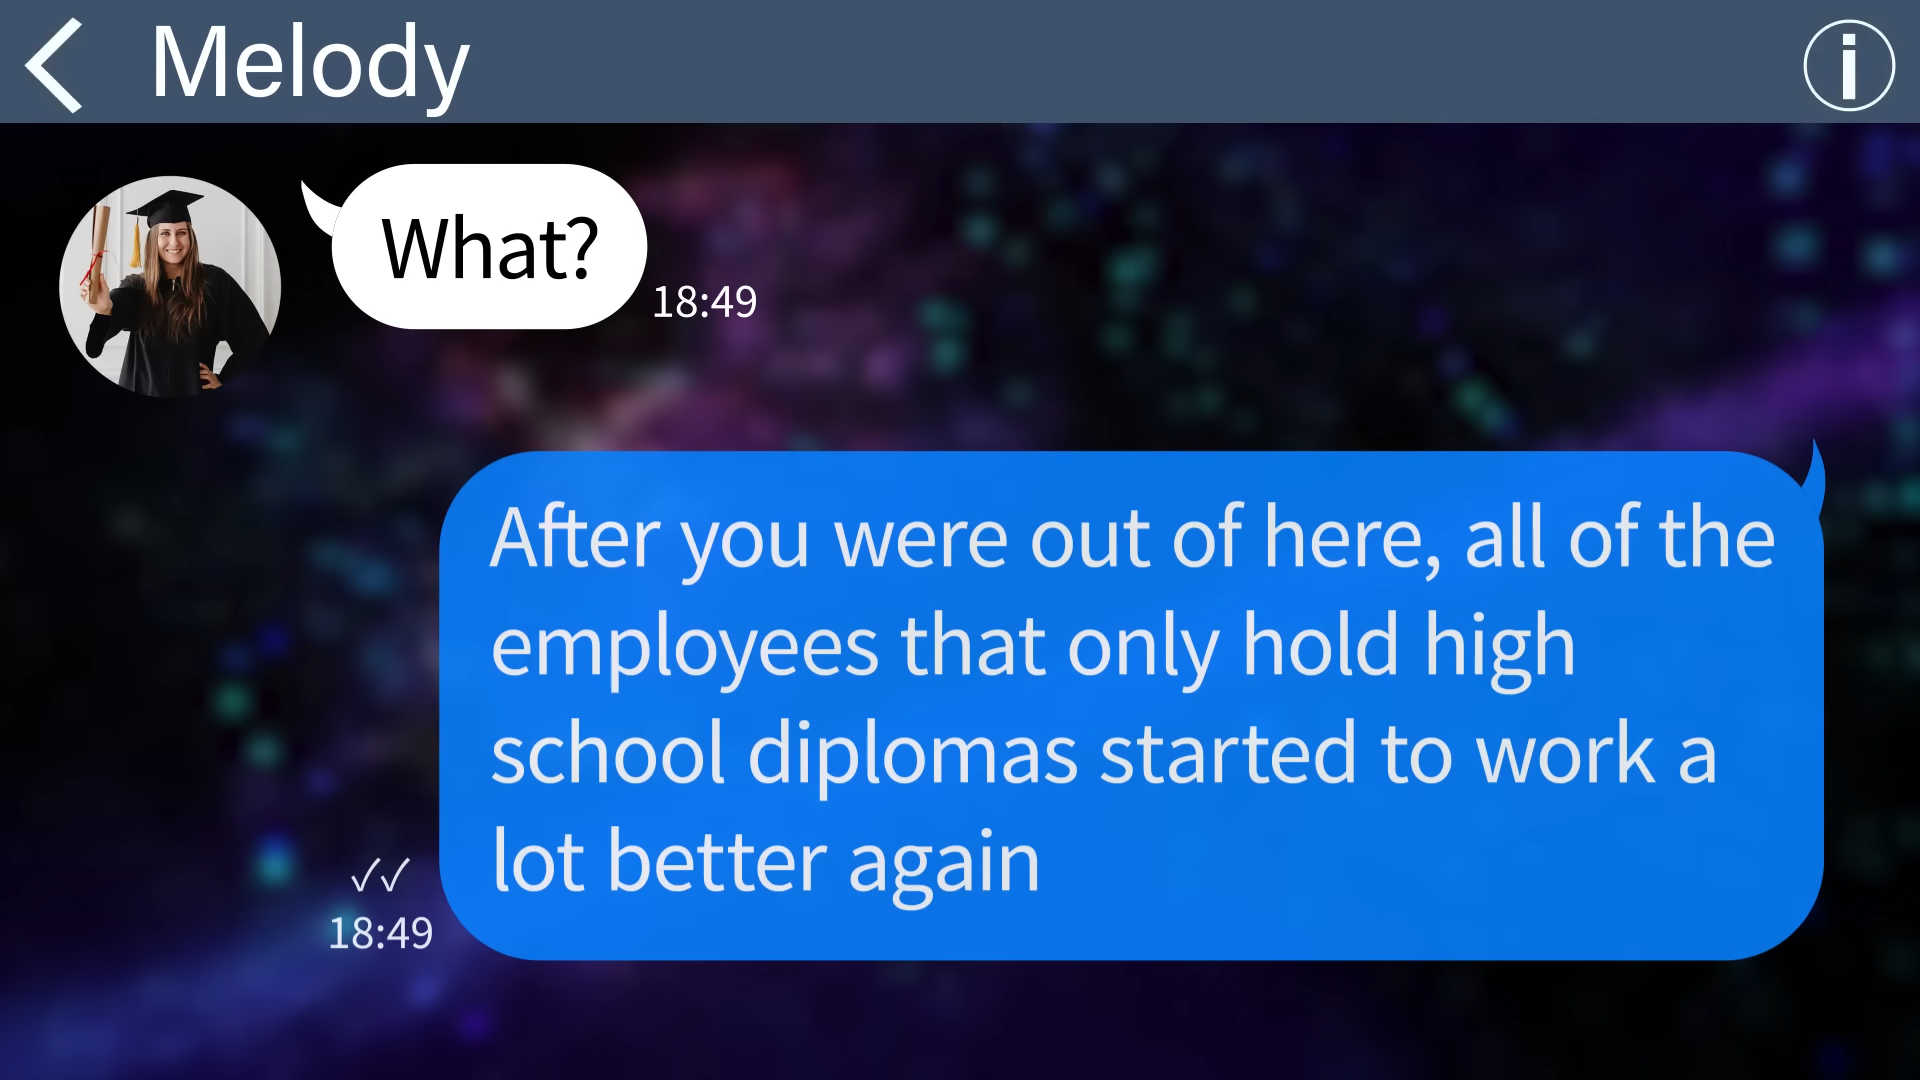 Melody
What?
18:49
After you were out of here, all of the
employees that only hold high
school diplomas started to work a
lot better again
18:49